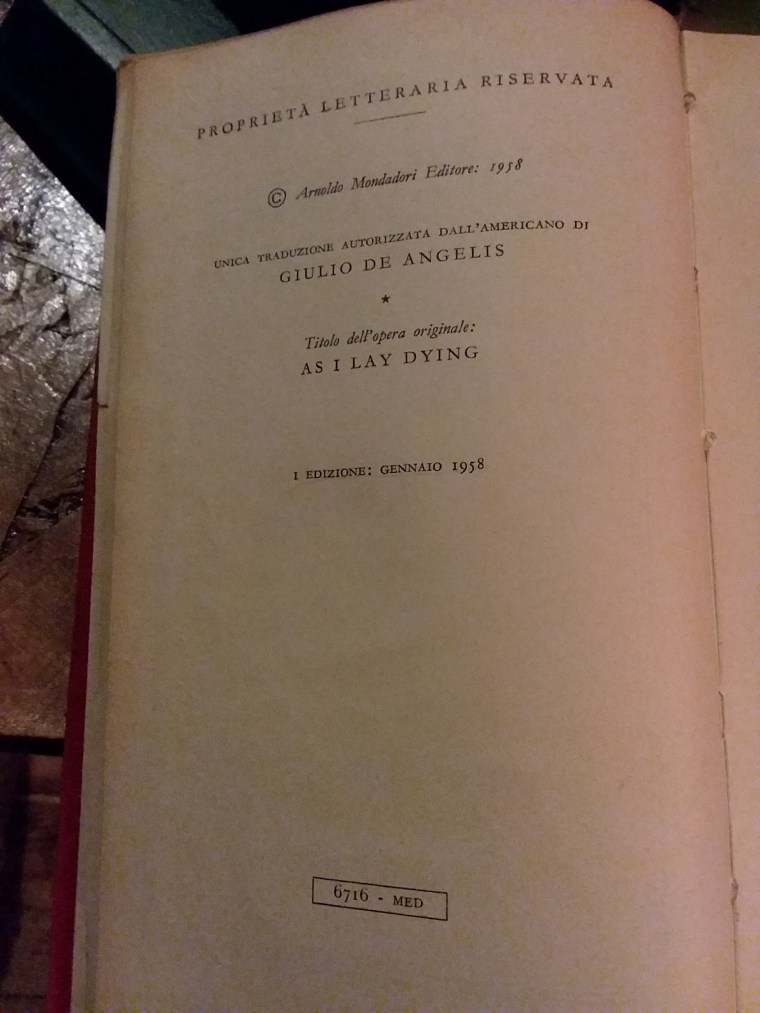 PROPRIETÀ LETTERARIA RISERVATA
© Arnoldo Mondadori Editore: 1958
UNICA TRADUZIONE AUTORIZZATA DALL'AMERICANO DI
GIULIO DE ANGELIS
*
Titolo dell'opera originale:
AS I LAY DYING
I EDIZIONE: GENNAIO 1958
6716 - MED